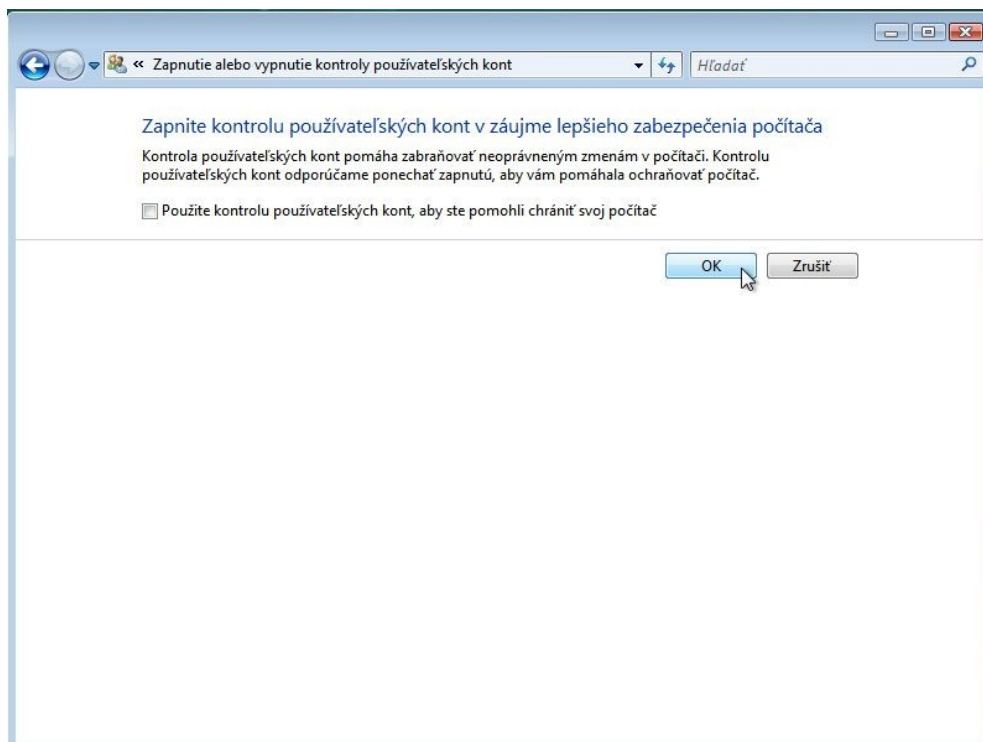 « Zapnutie alebo vypnutie kontroly používateľských kont
Hľadať
Zapnite kontrolu používateľských kont v záujme lepšieho zabezpečenia počítača
Kontrola používateľských kont pomáha zabraňovať neoprávneným zmenám v počítači. Kontrolu
používateľských kont odporúčame ponechať zapnutú, aby vám pomáhala ochraňovať počítač.
Použite kontrolu používateľských kont, aby ste pomohli chrániť svoj počítač
OK
Zrušiť